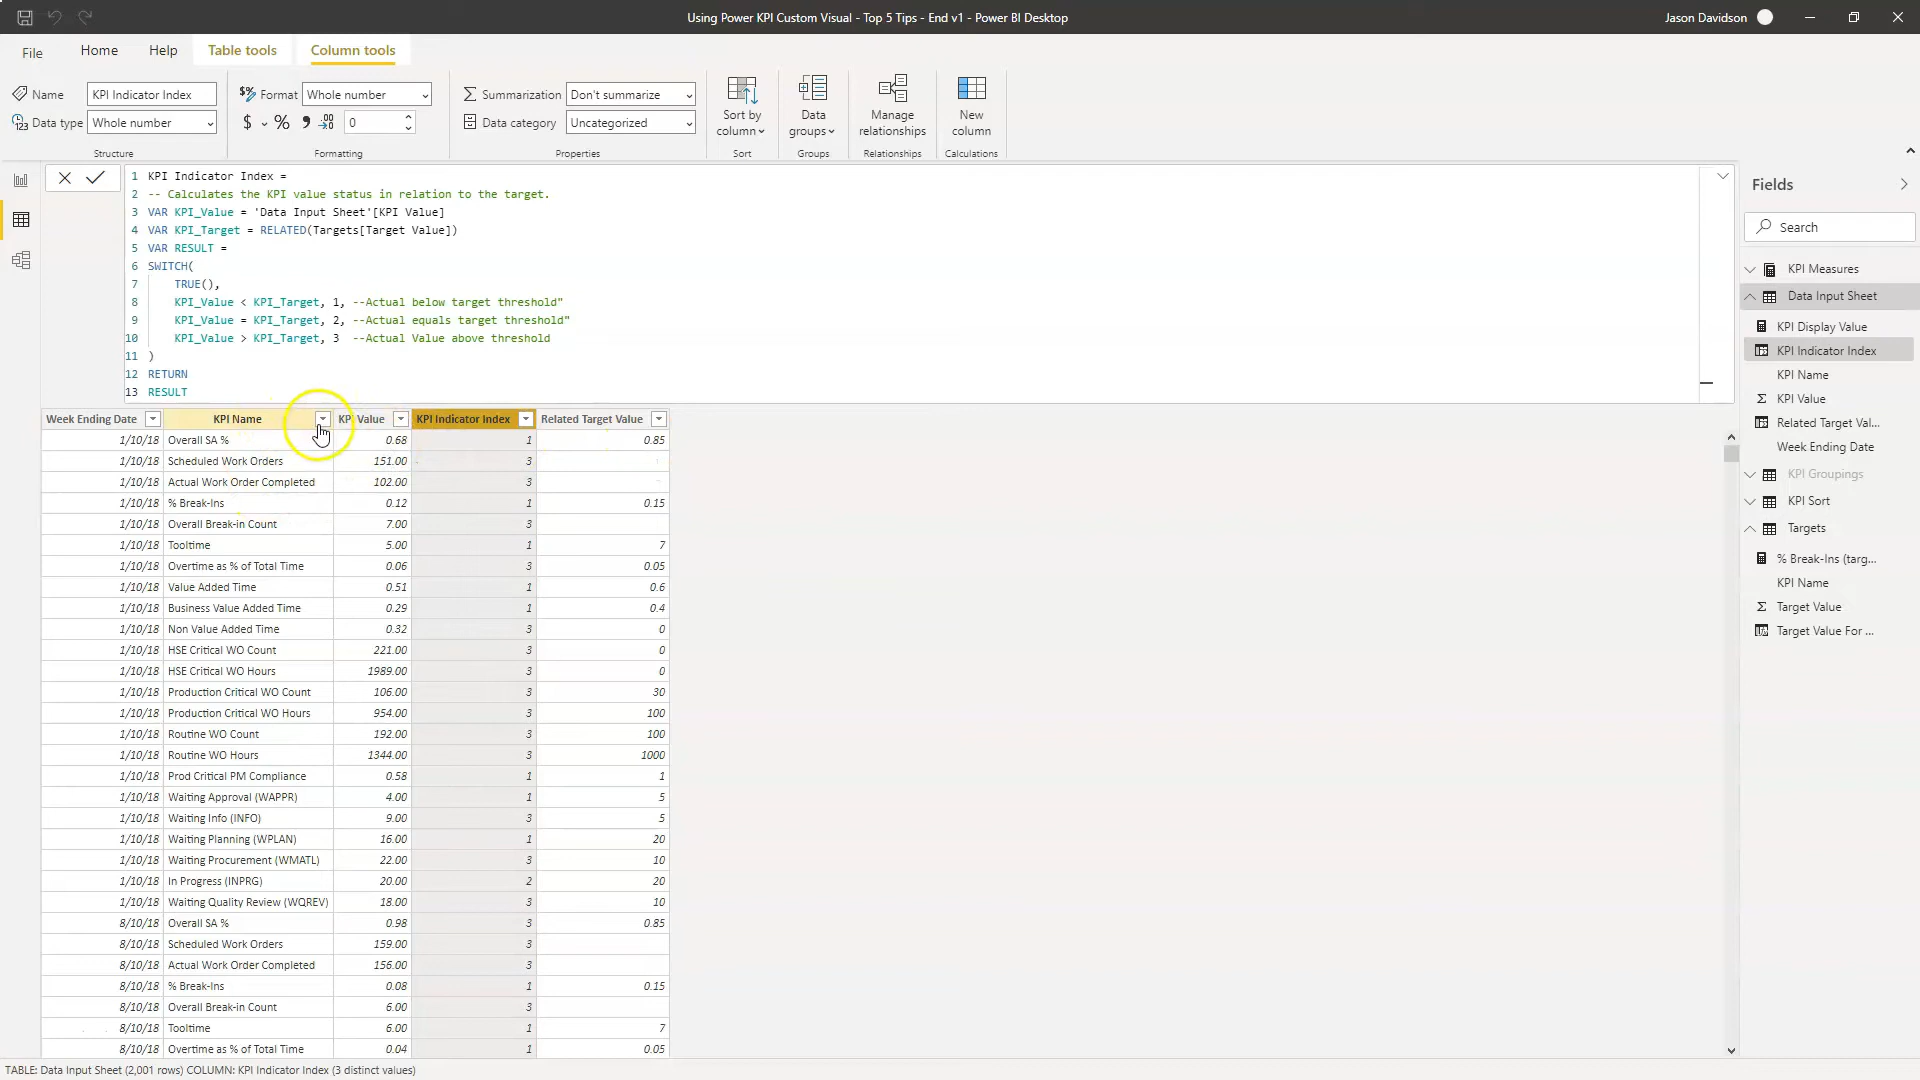 Using Power KPI Custom Visual - Top 5 Tips - End v1 - Power BI Desktop
Jason Davidson
File
Home
Help
Table tools
Column tools
Name
KPI Indicator Index
Data type
Whole number
Structure
Format
Whole number
$ % 9 0
Formatting
Summarization
Don't summarize
Data category
Uncategorized
Properties
Sort by column
Sort
Data groups
Groups
Manage relationships
Relationships
New column
Calculations
1 KPI Indicator Index =
2 -- Calculates the KPI value status in relation to the target.
3 VAR KPI_Value = 'Data Input Sheet'[KPI Value]
4 VAR KPI_Target = RELATED(Targets[Target Value])
5 VAR RESULT =
6 SWITCH(
7 TRUE(),
8 KPI_Value < KPI_Target, 1, --Actual below target threshold"
9 KPI_Value = KPI_Target, 2, --Actual equals target threshold"
10 KPI_Value > KPI_Target, 3 --Actual Value above threshold
11 )
12 RETURN
13 RESULT
Week Ending Date KPI Name KPI Value KPI Indicator Index Related Target Value
1/10/18 Overall SA % 0.68 1 0.85
1/10/18 Scheduled Work Orders 151.00 3
1/10/18 Actual Work Order Completed 102.00 3
1/10/18 % Break-Ins 0.12 1 0.15
1/10/18 Overall Break-in Count 7.00 3
1/10/18 Tooltime 5.00 1 7
1/10/18 Overtime as % of Total Time 0.06 3 0.05
1/10/18 Value Added Time 0.51 1 0.6
1/10/18 Business Value Added Time 0.29 1 0.4
1/10/18 Non Value Added Time 0.32 3 0
1/10/18 HSE Critical WO Count 221.00 3 0
1/10/18 HSE Critical WO Hours 1989.00 3 0
1/10/18 Production Critical WO Count 106.00 3 30
1/10/18 Production Critical WO Hours 954.00 3 100
1/10/18 Routine WO Count 192.00 3 100
1/10/18 Routine WO Hours 1344.00 3 1000
1/10/18 Prod Critical PM Compliance 0.58 1 1
1/10/18 Waiting Approval (WAPPR) 4.00 1 5
1/10/18 Waiting Info (INFO) 9.00 3 5
1/10/18 Waiting Planning (WPLAN) 16.00 1 20
1/10/18 Waiting Procurement (WMATL) 22.00 3 10
1/10/18 In Progress (INPRG) 20.00 2 20
1/10/18 Waiting Quality Review (WQREV) 18.00 3 10
8/10/18 Overall SA % 0.98 3 0.85
8/10/18 Scheduled Work Orders 159.00 3
8/10/18 Actual Work Order Completed 156.00 3
8/10/18 % Break-Ins 0.08 1 0.15
8/10/18 Overall Break-in Count 6.00 3
8/10/18 Tooltime 6.00 1 7
8/10/18 Overtime as % of Total Time 0.04 1 0.05
Fields
Search
KPI Measures
Data Input Sheet
KPI Display Value
KPI Indicator Index
KPI Name
KPI Value
Related Target Val...
Week Ending Date
KPI Groupings
KPI Sort
Targets
% Break-Ins (targ...
KPI Name
Target Value
Target Value For ...
TABLE: Data Input Sheet (2,001 rows) COLUMN: KPI Indicator Index (3 distinct values)